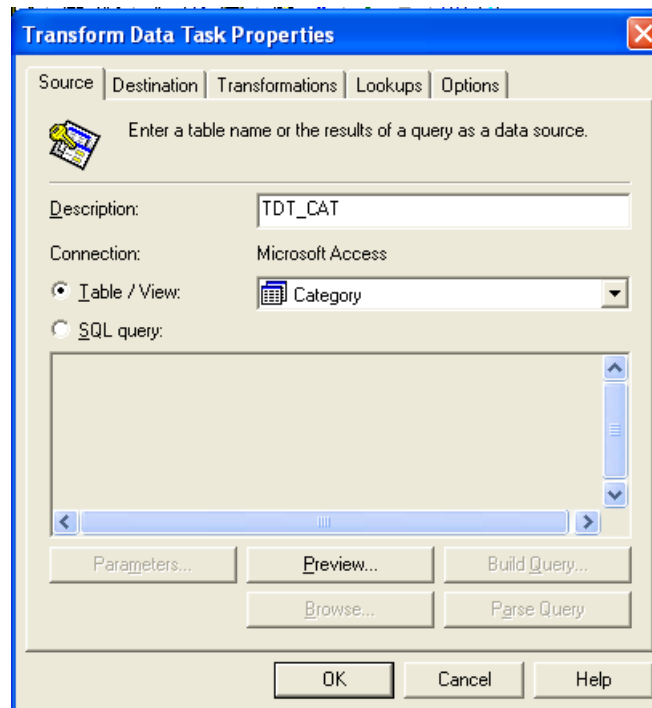 Transform Data Task Properties
Source Destination Transformations Lookups Options
Enter a table name or the results of a query as a data source.
Description: TDT_CAT
Connection: Microsoft Access
Table / View: Category
SQL query:
Parameters... Preview... Build Query...
Browse... Parse Query
OK Cancel Help